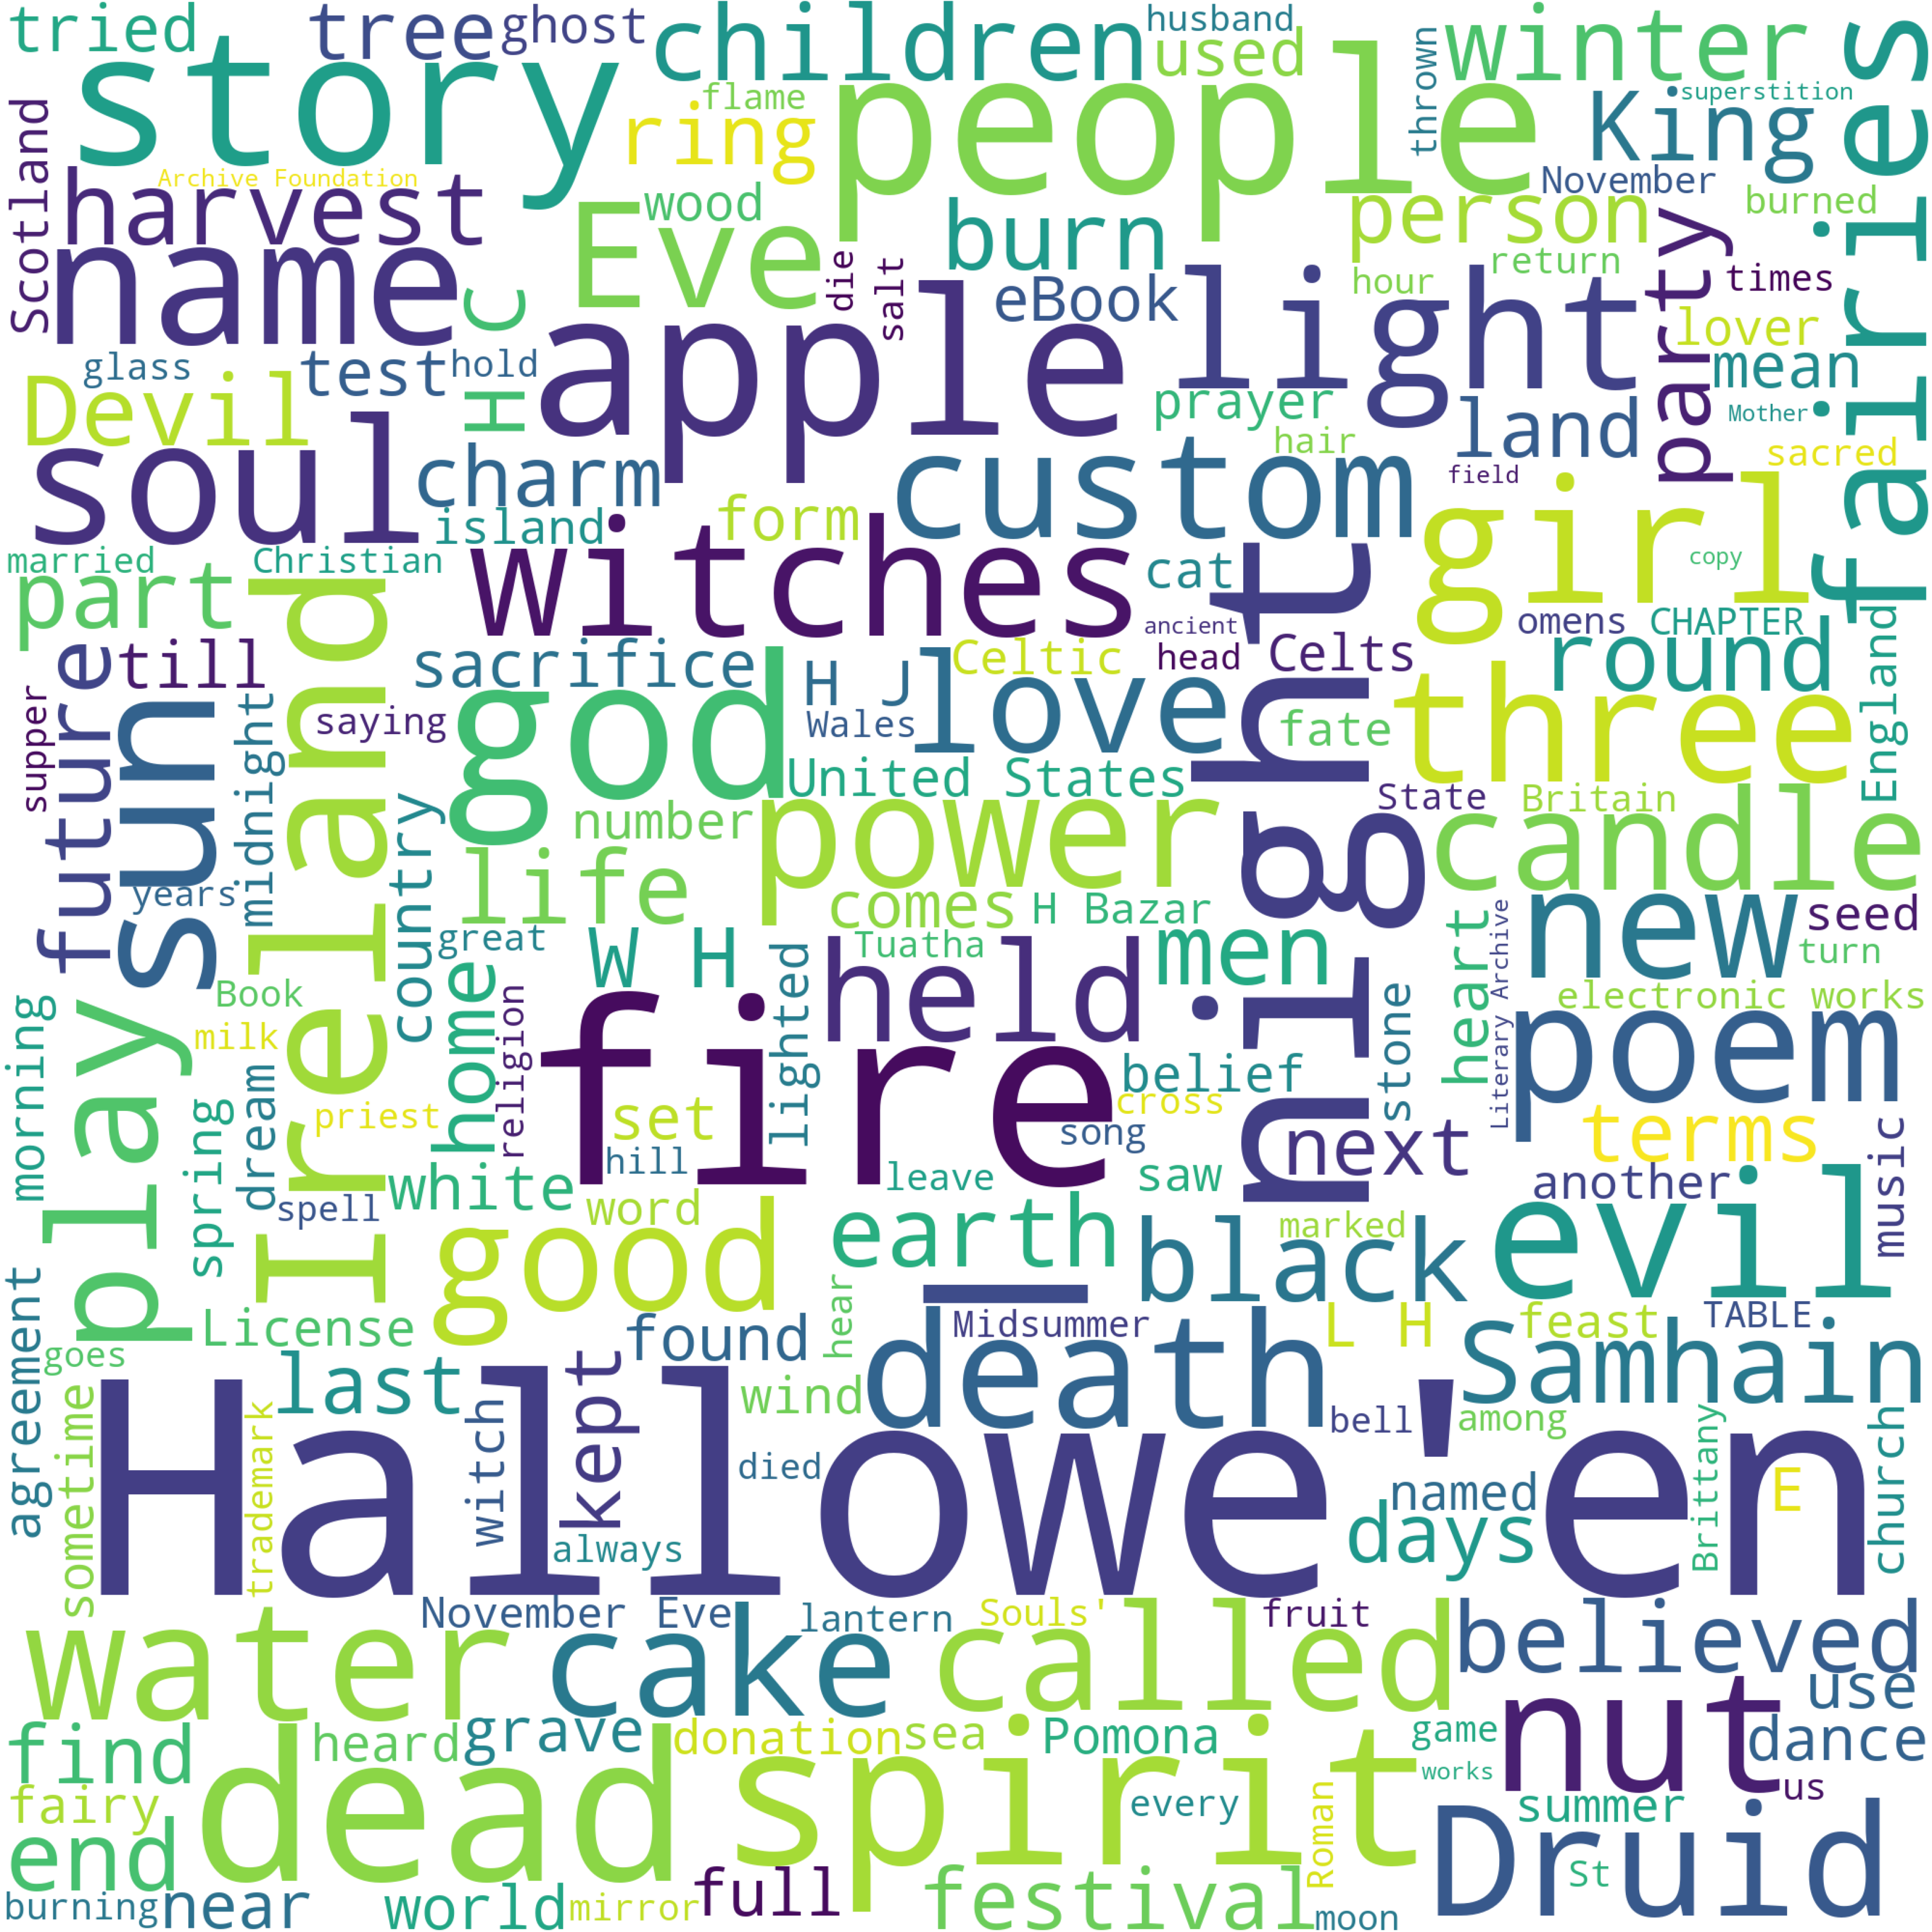 tried
tree
ghost
children
husband
used
thrown
winter
fairies
story
people
superstition
flame
ring
King
Scotland
Archive Foundation
harvest
Eve
wood
burn
person
November
burned
party
name
C
die
salt
eBook
light
hour
return
times
lover
apple
glass
test
hold
H
prayer
mean
Devil
land
Mother
soul
charm
custom
hair
field
sacred
island
form
girl
witches
married
Christian
part
cat
night
copy
omens
CHAPTER
ancient
future
till
Ireland
sacrifice
god
Celtic
head
Celts
round
England
H J
love
three
supper
sun
midnight
saying
Wales
fate
United States
State
Britain
number
power
candle
country
life
years
comes
H Bazar
heart
Literary Archive
new
seed
great
W H
Tuatha
men
turn
Book
home
religion
held
stone
electronic works
morning
play
milk
fire
lighted
poem
spring
dream
priest
belief
cross
set
song
next
terms
music
hill
white
leave
saw
another
spell
word
good
earth
marked
black
evil
agreement
License
found
hear
Midsummer
L H
feast
TABLE
goes
last
death
Samhain
sometime
trademark
Hallowe'en
witch
kept
wind
bell
among
Brittany
church
died
named
E
always
days
November Eve
lantern
Souls'
fruit
believed
water
cake
called
nut
use
find
heard
grave
donation
sea
Pomona
game
dance
dead
spirit
works
us
fairy
every
Roman
summer
end
Druid
St
burning
near
world
mirror
full
festival
moon